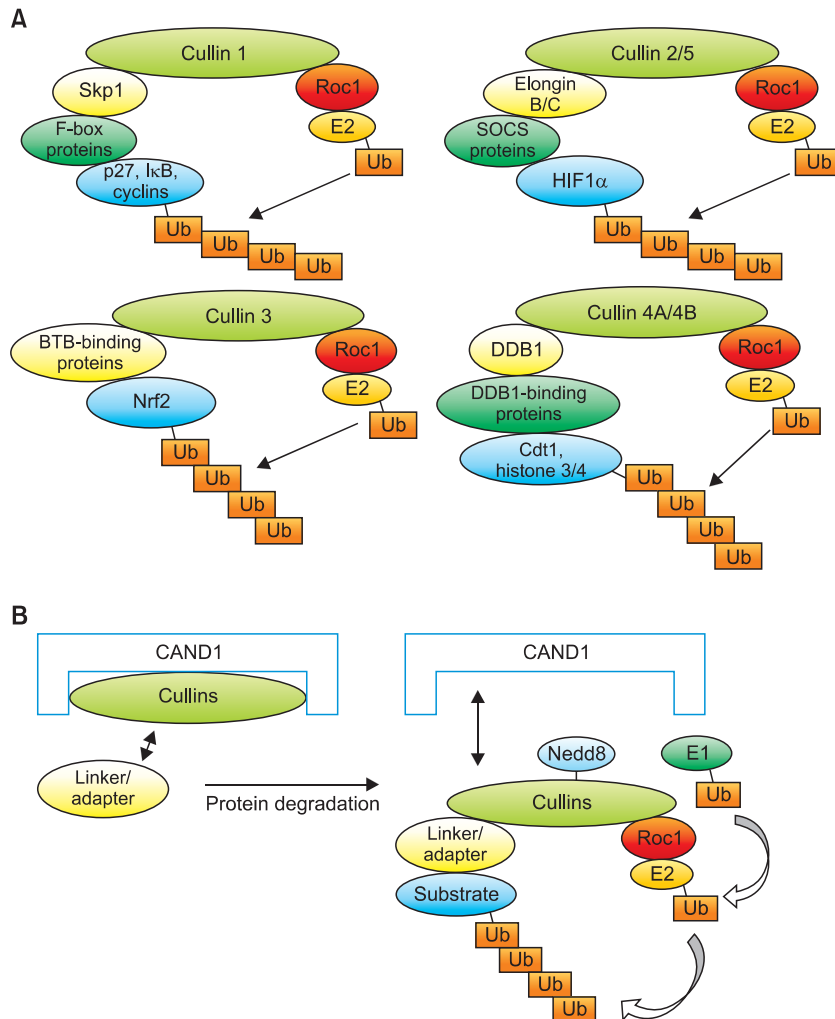 A
Cullin 1
Skp1
Roc1
F-box
proteins
E2
p27, IκB,
cyclins
Ub
Ub
Ub
Ub
Ub
Cullin 2/5
Elongin
B/C
Roc1
SOCS
proteins
E2
HIF1α
Ub
Ub
Ub
Ub
Ub
Cullin 3
BTB-binding
proteins
Roc1
Nrf2
E2
Ub
Ub
Ub
Ub
Ub
Cullin 4A/4B
DDB1
Roc1
DDB1-binding
proteins
E2
Cdt1,
histone 3/4
Ub
Ub
Ub
Ub
Ub
B
CAND1
Cullins
Linker/
adapter
Protein degradation
CAND1
Nedd8
E1
Ub
Cullins
Linker/
adapter
Roc1
E2
Substrate
Ub
Ub
Ub
Ub
Ub